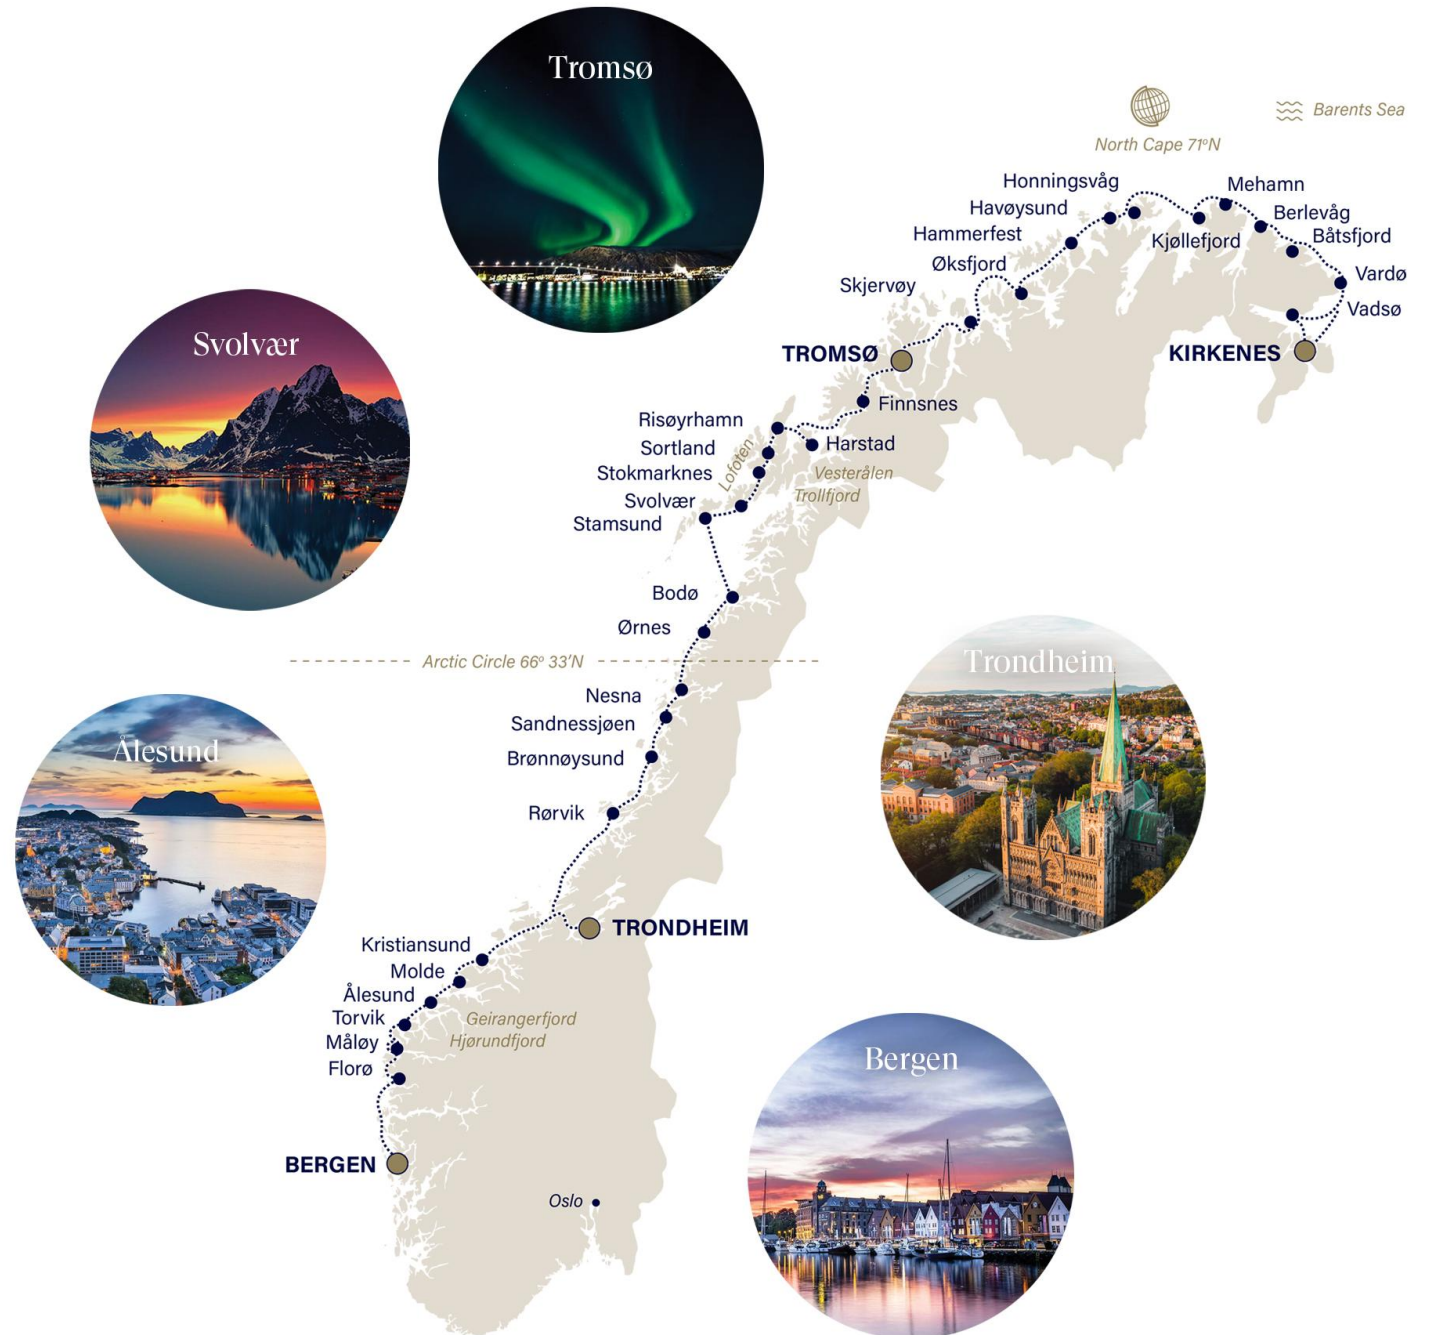 Tromsø
Barents Sea
North Cape 71ºN
Honningsvåg
Mehamn
Havøysund
Berlevåg
Hammerfest
Kjøllefjord
Båtsfjord
Øksfjord
Vardø
Skjervøy
Vadsø
Svolvær
TROMSØ
KIRKENES
Finnsnes
Risøyrhamn
Harstad
Sortland
Lofoten
Stokmarknes
Vesterålen
Trollfjord
Svolvær
Stamsund
Bodø
Ørnes
Arctic Circle 66º 33’N
Trondheim
Nesna
Sandnessjøen
Ålesund
Brønnøysund
Rørvik
TRONDHEIM
Kristiansund
Molde
Ålesund
Torvik
Geirangerfjord
Måløy
Hjørundfjord
Florø
Bergen
BERGEN
Oslo